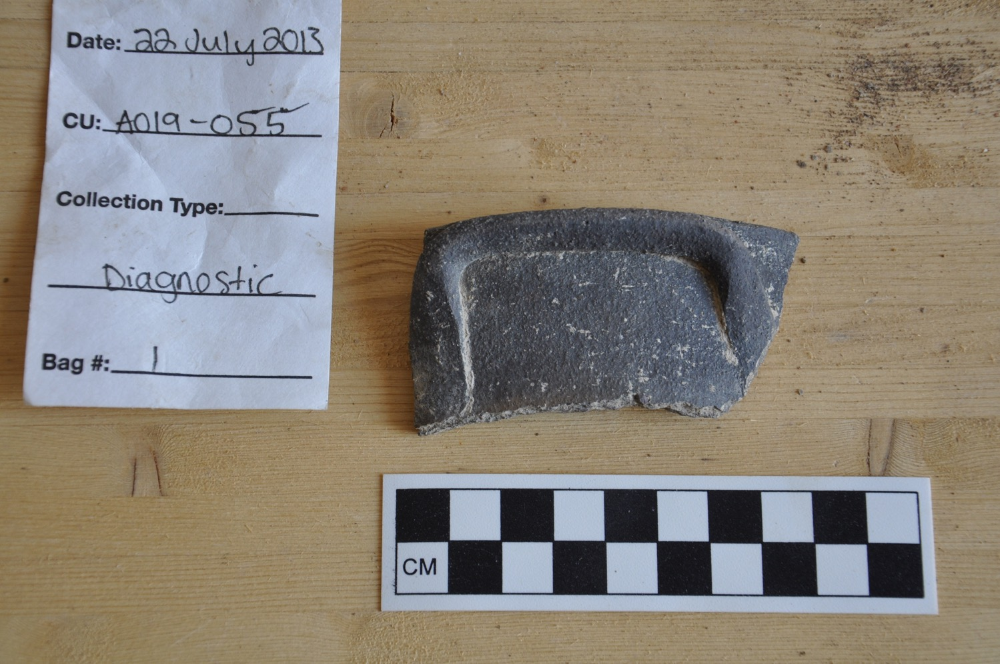 Date: 22 July 2013
CU: A019-055
Collection Type:
Diagnostic
Bag #: 1
CM